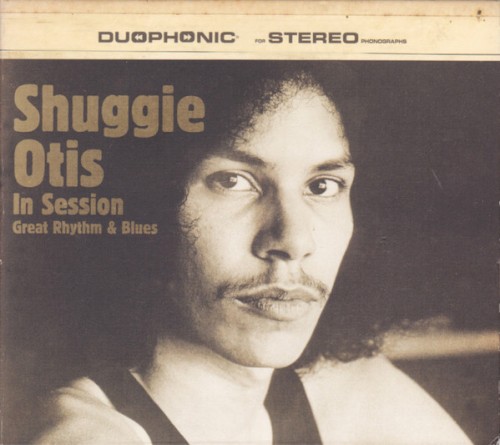 DUOPHONIC® FOR STEREO PHONOGRAPHS
Shuggie
Otis
In Session
Great Rhythm & Blues